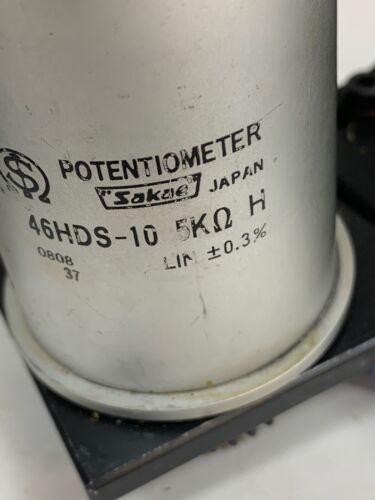 POTENTIOMETER
Sakae JAPAN
46HDS-10 5KΩ H
0808 LIN ±0.3%
37